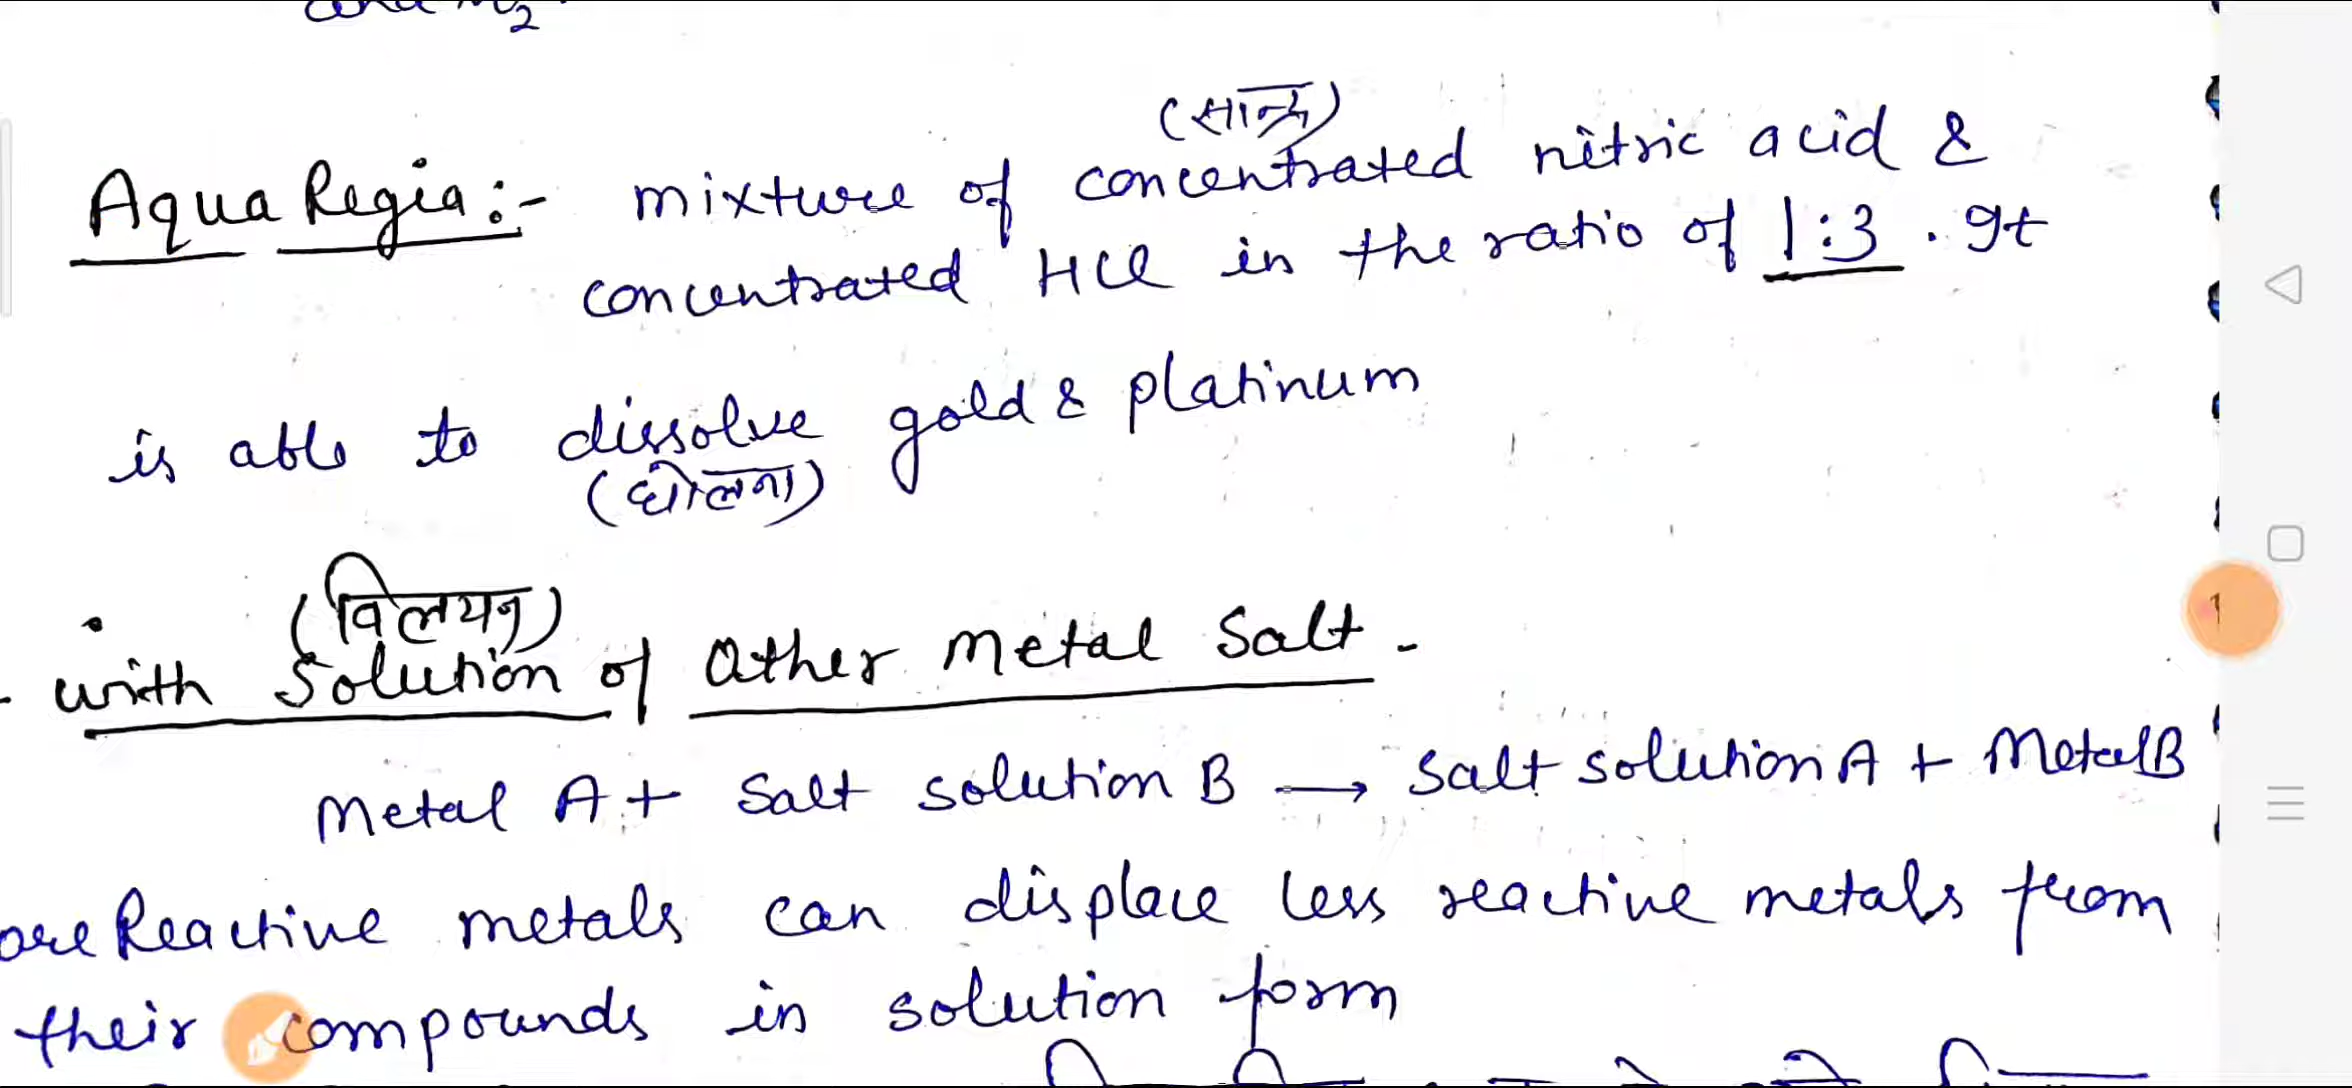 (सान्द्र)
Aqua Regia:- mixture of concentrated nitric acid &
concentrated HCl in the ratio of 1:3. It
is able to dissolve gold & platinum
(घोलना)
(विलयन)
with Solution of Other Metal Salt -
Metal A + Salt solution B → Salt solution A + Metal B
ore Reactive metals can displace less reactive metals from
their compounds in solution form